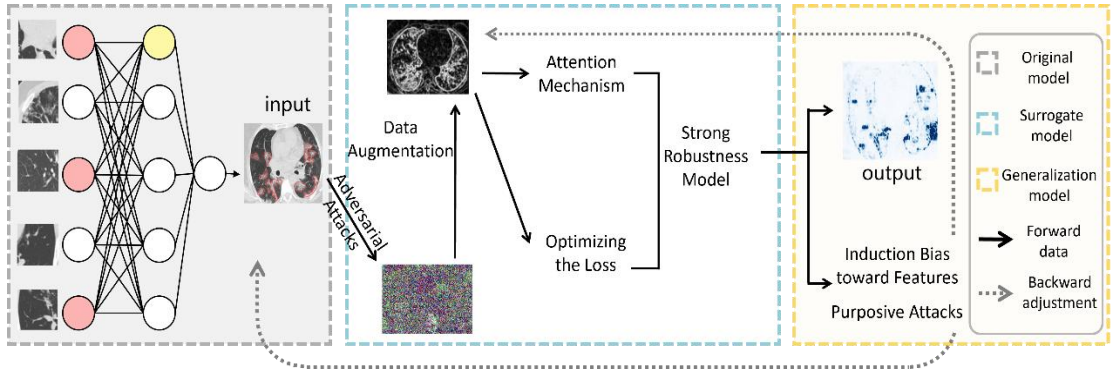 input
Adversarial
Attacks
Data
Augmentation
Attention
Mechanism
Optimizing
the Loss
Strong
Robustness
Model
output
Induction Bias
toward Features
Purposive Attacks
Original
model
Surrogate
model
Generalization
model
Forward
data
Backward
adjustment